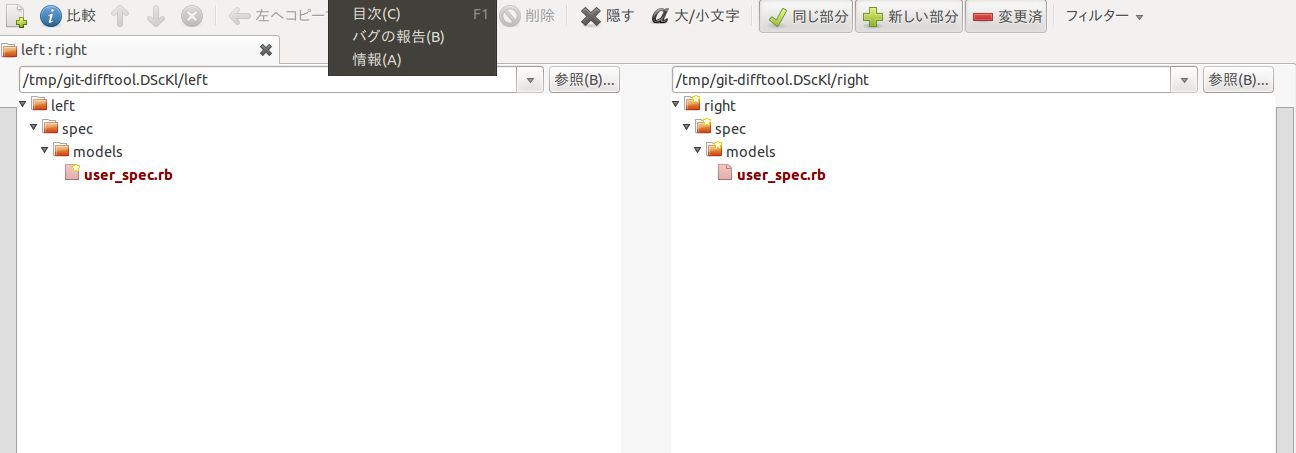 比較 左へコピー 削除 隠す 大/小文字 同じ部分 新しい部分 変更済 フィルター
目次(C) F1
バグの報告(B)
情報(A)
left : right
/tmp/git-difftool.DScKl/left 参照(B)... /tmp/git-difftool.DScKl/right 参照(B)...
left right
spec spec
models models
user_spec.rb user_spec.rb